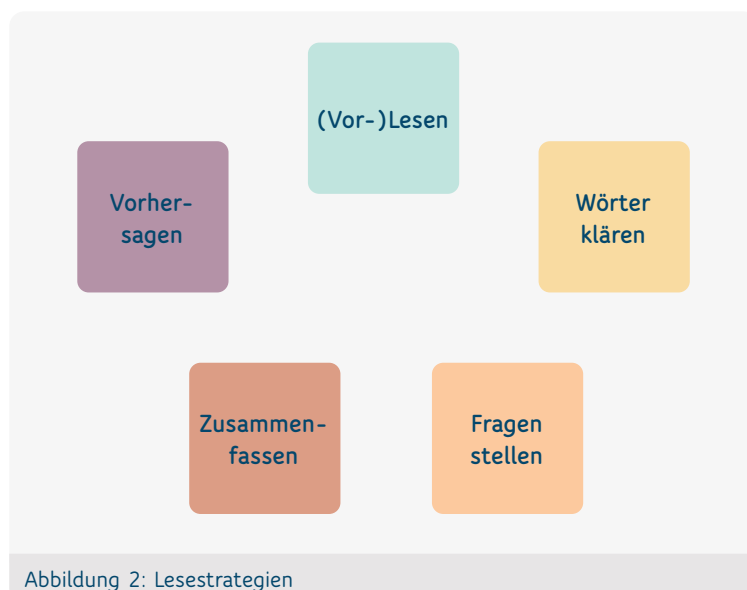 (Vor-)Lesen
Wörter
klären
Fragen
stellen
Zusammen-
fassen
Vorher-
sagen
Abbildung 2: Lesestrategien